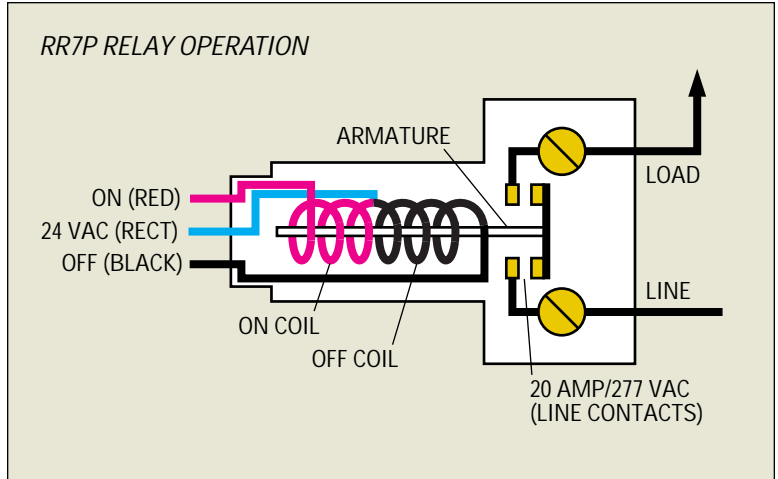 RR7P RELAY OPERATION
ARMATURE
LOAD
ON (RED)
24 VAC (RECT)
OFF (BLACK)
LINE
ON COIL
OFF COIL
20 AMP/277 VAC
(LINE CONTACTS)